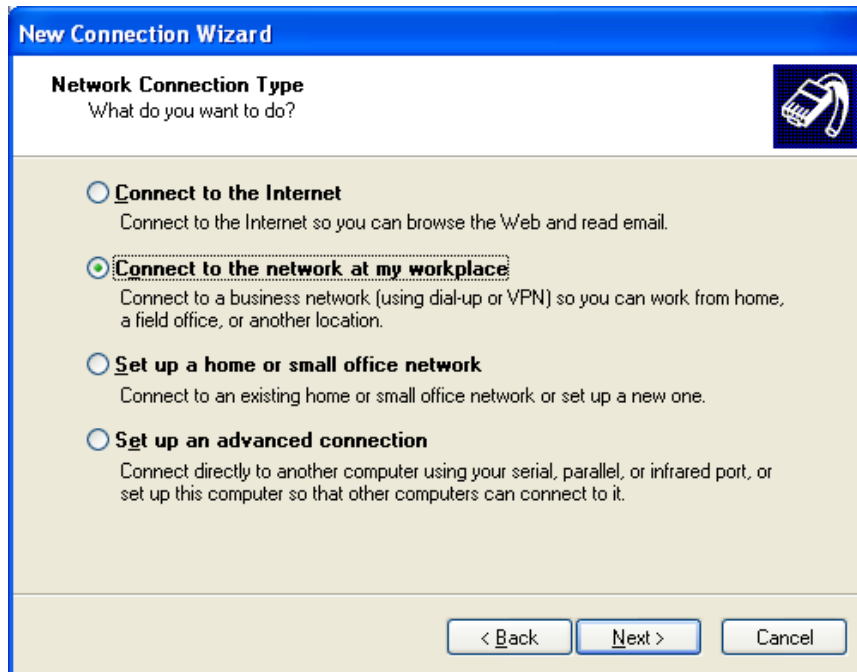 New Connection Wizard
Network Connection Type
What do you want to do?
Connect to the Internet
Connect to the Internet so you can browse the Web and read email.
Connect to the network at my workplace
Connect to a business network (using dial-up or VPN) so you can work from home,
a field office, or another location.
Set up a home or small office network
Connect to an existing home or small office network or set up a new one.
Set up an advanced connection
Connect directly to another computer using your serial, parallel, or infrared port, or
set up this computer so that other computers can connect to it.
< Back Next > Cancel